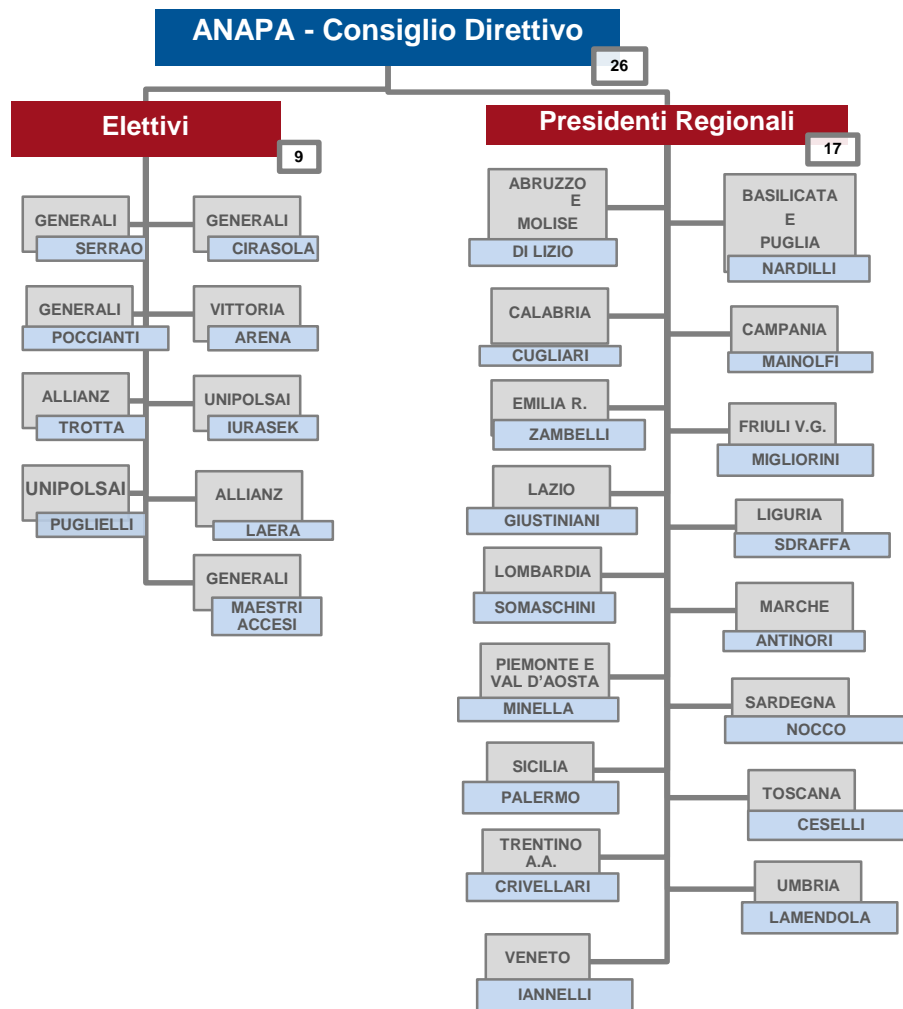 ANAPA - Consiglio Direttivo
26
Elettivi
9
GENERALI
SERRAO
GENERALI
CIRASOLA
GENERALI
POCCIANTI
VITTORIA
ARENA
ALLIANZ
TROTTA
UNIPOLSAI
IURASEK
UNIPOLSAI
PUGLIELLI
ALLIANZ
LAERA
GENERALI
MAESTRI
ACCESI
Presidenti Regionali
17
ABRUZZO
E
MOLISE
DI LIZIO
BASILICATA
E
PUGLIA
NARDILLI
CALABRIA
CUGLIARI
CAMPANIA
MAINOLFI
EMILIA R.
ZAMBELLI
FRIULI V.G.
MIGLIORINI
LAZIO
GIUSTINIANI
LIGURIA
SDRAFFA
LOMBARDIA
SOMASCHINI
MARCHE
ANTINORI
PIEMONTE E
VAL D'AOSTA
MINELLA
SARDEGNA
NOCCO
SICILIA
PALERMO
TOSCANA
CESELLI
TRENTINO
A.A.
CRIVELLARI
UMBRIA
LAMENDOLA
VENETO
IANNELLI